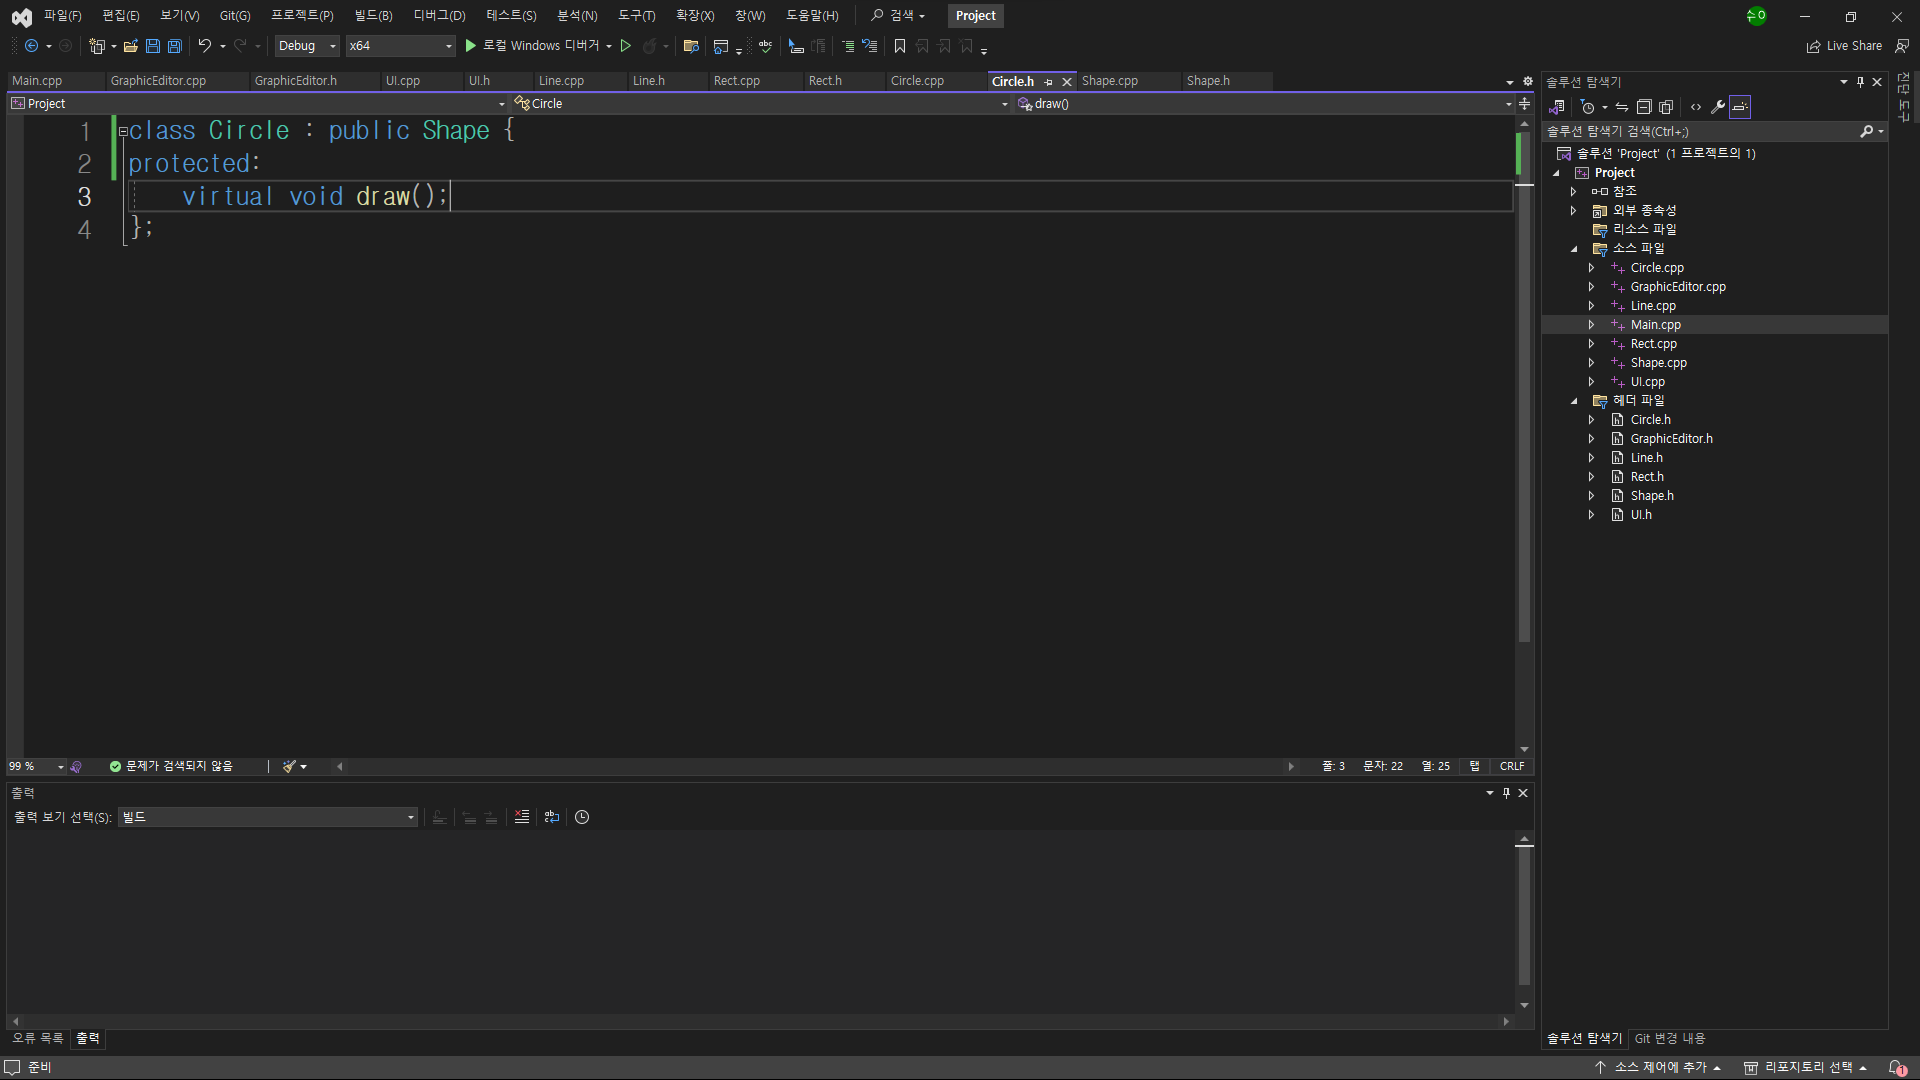 파일(F) 편집(E) 보기(V) Git(G) 프로젝트(P) 빌드(B) 디버그(D) 테스트(S) 분석(N) 도구(T) 확장(X) 창(W) 도움말(H) 검색 Project 순0
Debug x64 로컬 Windows 디버거 abc Live Share
Main.cpp GraphicEditor.cpp GraphicEditor.h UI.cpp UI.h Line.cpp Line.h Rect.cpp Rect.h Circle.cpp Circle.h Shape.cpp Shape.h
Project Circle draw()
1 class Circle : public Shape {
2 protected:
3 virtual void draw();
4 };
99 % 문제가 검색되지 않음 줄: 3 문자: 22 열: 25 탭 CRLF
출력
출력 보기 선택(S): 빌드
오류 목록 출력
솔루션 탐색기
솔루션 탐색기 검색(Ctrl+;)
솔루션 'Project' (1 프로젝트의 1)
Project
참조
외부 종속성
리소스 파일
소스 파일
Circle.cpp
GraphicEditor.cpp
Line.cpp
Main.cpp
Rect.cpp
Shape.cpp
UI.cpp
헤더 파일
Circle.h
GraphicEditor.h
Line.h
Rect.h
Shape.h
UI.h
솔루션 탐색기 Git 변경 내용
진단 도구
준비 소스 제어에 추가 리포지토리 선택 1